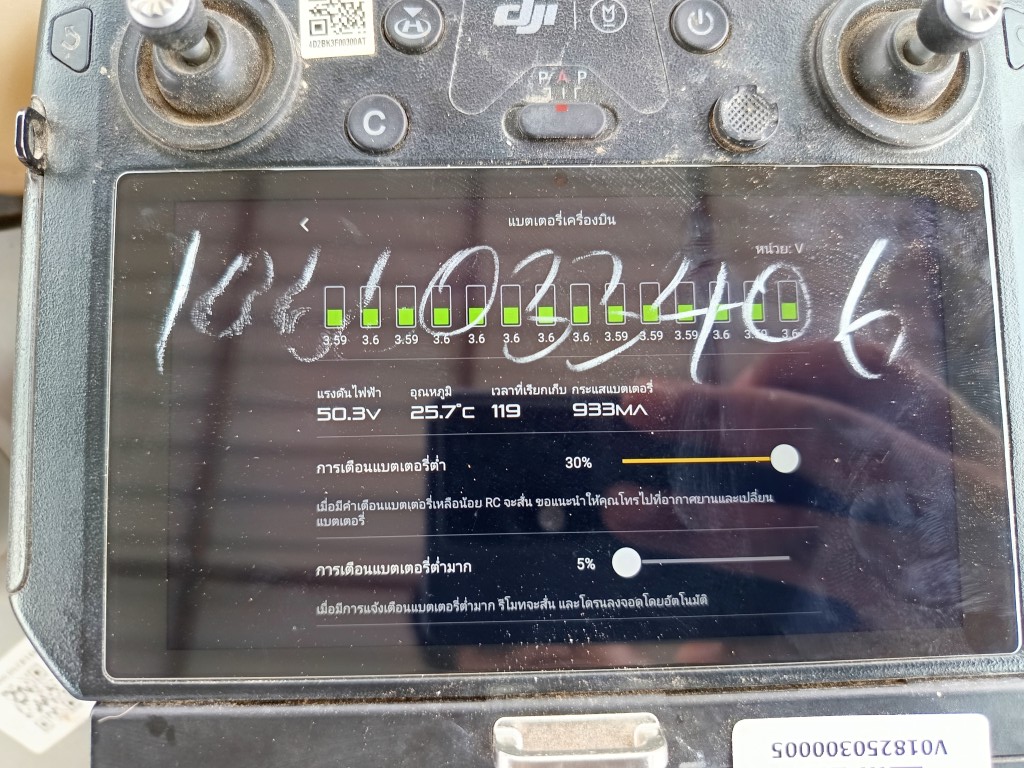 4D2BK3F00300A1
dji
P A P
C
แบตเตอรี่เครื่องบิน
หน่วย: V
3.59 3.6 3.59 3.6 3.6 3.6 3.6 3.6 3.59 3.59 3.59 3.6 3.6
แรงดันไฟฟ้า อุณหภูมิ เวลาที่เรียกเก็บ กระแสแบตเตอรี่
50.3V 25.7°C 119 933MA
การเตือนแบตเตอรี่ต่ำ 30%
เมื่อมีคำเตือนแบตเตอรี่เหลือน้อย RC จะสั่น ขอแนะนำให้คุณโทรไปที่อากาศยานและเปลี่ยน
แบตเตอรี่
การเตือนแบตเตอรี่ต่ำมาก 5%
เมื่อมีการแจ้งเตือนแบตเตอรี่ต่ำมาก รีโมทจะสั่น และโดรนลงจอดโดยอัตโนมัติ
V0182503000005